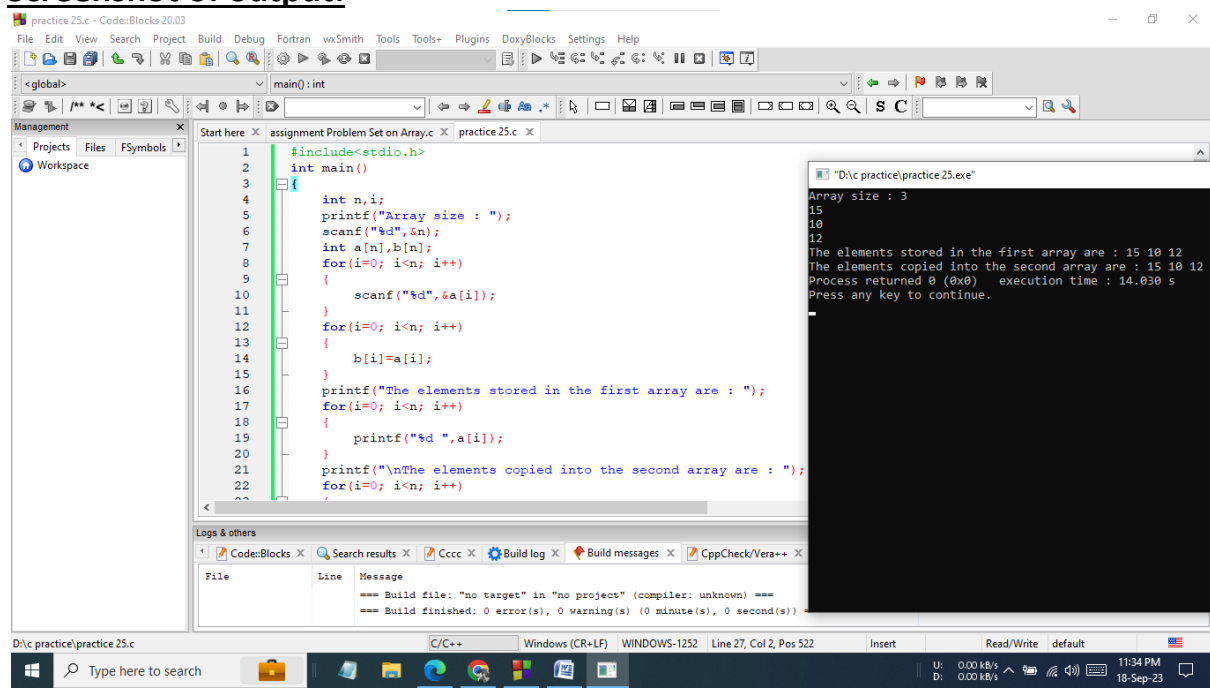 Screenshot of output:
practice 25.c - Code::Blocks 20.03
File Edit View Search Project Build Debug Fortran wxSmith Tools Tools+ Plugins DoxyBlocks Settings Help
<global>
main() : int
/** *<
S C
Management
Projects Files FSymbols
Workspace
Start here assignment Problem Set on Array.c practice 25.c
1 #include<stdio.h>
2 int main()
3 {
4 int n,i;
5 printf("Array size : ");
6 scanf("%d",&n);
7 int a[n],b[n];
8 for(i=0; i<n; i++)
9 {
10 scanf("%d",&a[i]);
11 }
12 for(i=0; i<n; i++)
13 {
14 b[i]=a[i];
15 }
16 printf("The elements stored in the first array are : ");
17 for(i=0; i<n; i++)
18 {
19 printf("%d ",a[i]);
20 }
21 printf("\nThe elements copied into the second array are : ");
22 for(i=0; i<n; i++)
"D:\c practice\practice 25.exe"
Array size : 3
15
10
12
The elements stored in the first array are : 15 10 12
The elements copied into the second array are : 15 10 12
Process returned 0 (0x0) execution time : 14.030 s
Press any key to continue.
Logs & others
Code::Blocks Search results Cccc Build log Build messages CppCheck/Vera++
File Line Message
=== Build file: "no target" in "no project" (compiler: unknown) ===
=== Build finished: 0 error(s), 0 warning(s) (0 minute(s), 0 second(s)) =
D:\c practice\practice 25.c C/C++ Windows (CR+LF) WINDOWS-1252 Line 27, Col 2, Pos 522 Insert Read/Write default
Type here to search
U: 0.00 kB/s
D: 0.00 kB/s
11:34 PM
18-Sep-23